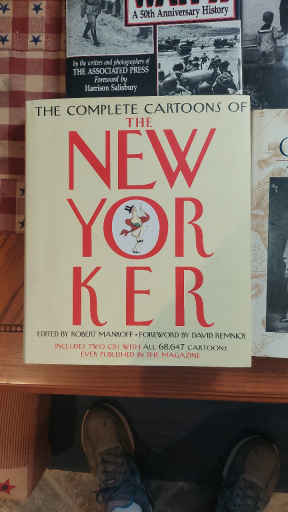 A 50th Anniversary History
by the writers and photographers of
THE ASSOCIATED PRESS
Foreword by
Harrison Salisbury
THE COMPLETE CARTOONS OF
THE
NEW
YOR
KER
EDITED BY ROBERT MANKOFF • FOREWORD BY DAVID REMNICK
INCLUDES TWO CDS WITH ALL 68,647 CARTOONS
EVER PUBLISHED IN THE MAGAZINE